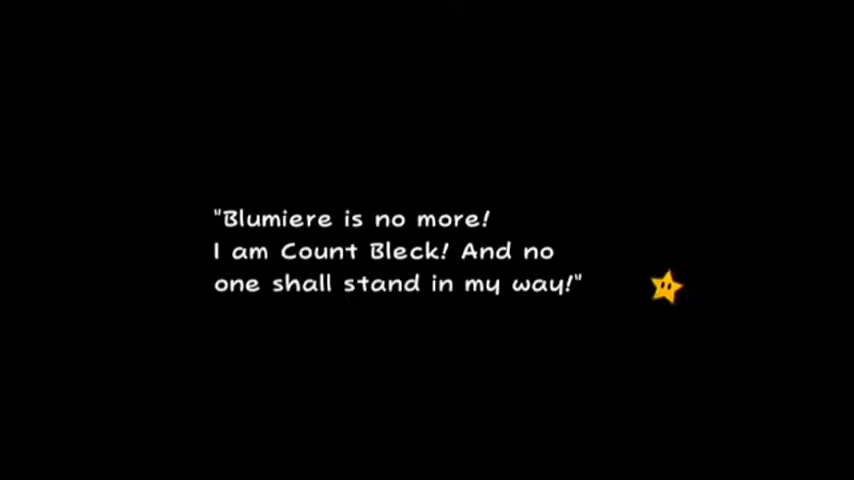 "Blumiere is no more!
I am Count Bleck! And no
one shall stand in my way!"